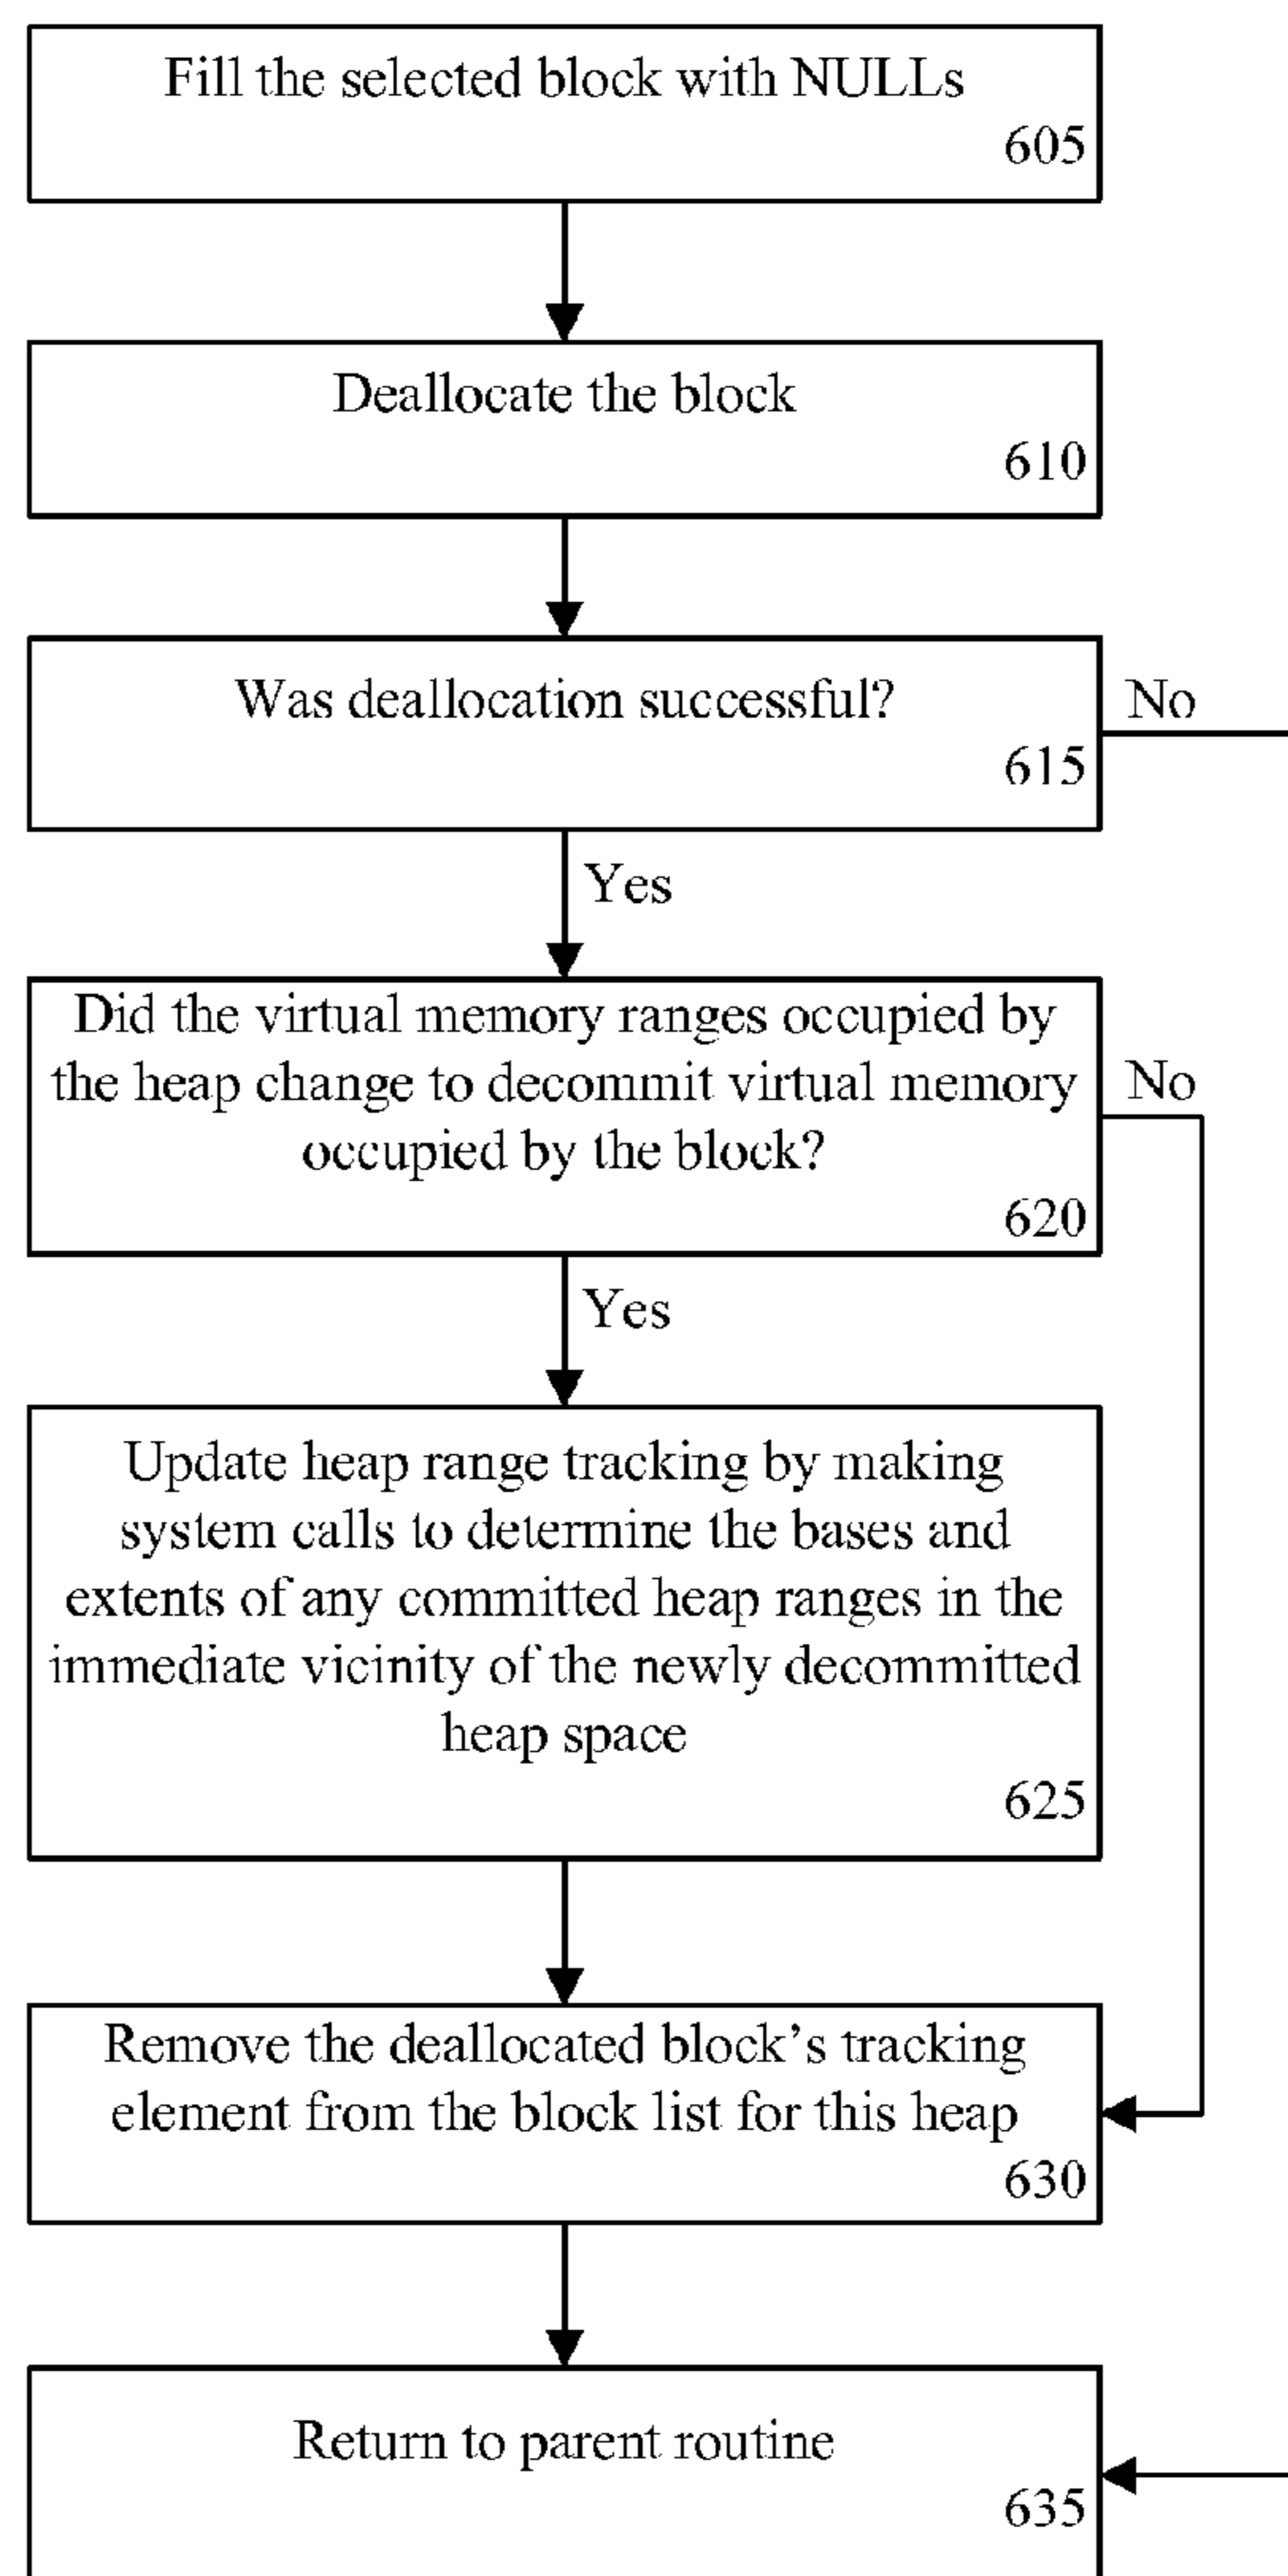 Fill the selected block with NULLs
605
Deallocate the block
610
Was deallocation successful?
No
615
Yes
Did the virtual memory ranges occupied by
the heap change to decommit virtual memory
No
occupied by the block?
620
Yes
Update heap range tracking by making
system calls to determine the bases and
extents of any committed heap ranges in the
immediate vicinity of the newly decommitted
heap space
625
Remove the deallocated block’s tracking
element from the block list for this heap
630
Return to parent routine
635